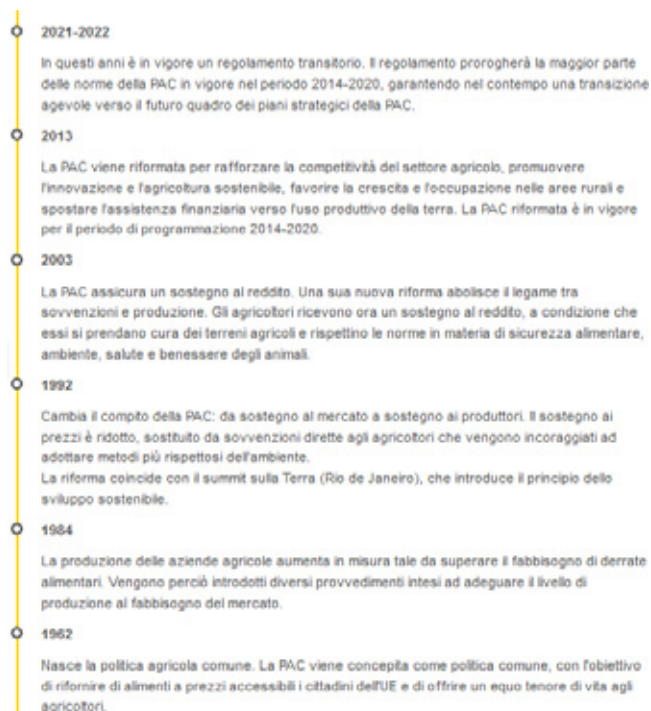 2021-2022
In questi anni è in vigore un regolamento transitorio. Il regolamento prorogherà la maggior parte
delle norme della PAC in vigore nel periodo 2014-2020, garantendo nel contempo una transizione
agevole verso il futuro quadro dei piani strategici della PAC.
2013
La PAC viene riformata per rafforzare la competitività del settore agricolo, promuovere
l'innovazione e l'agricoltura sostenibile, favorire la crescita e l'occupazione nelle aree rurali e
spostare l'assistenza finanziaria verso l'uso produttivo della terra. La PAC riformata è in vigore
per il periodo di programmazione 2014-2020.
2003
La PAC assicura un sostegno al reddito. Una sua nuova riforma abolisce il legame tra
sovvenzioni e produzione. Gli agricoltori ricevono ora un sostegno al reddito, a condizione che
essi si prendano cura dei terreni agricoli e rispettino le norme in materia di sicurezza alimentare,
ambiente, salute e benessere degli animali.
1992
Cambia il compito della PAC: da sostegno al mercato a sostegno ai produttori. Il sostegno ai
prezzi è ridotto, sostituito da sovvenzioni dirette agli agricoltori che vengono incoraggiati ad
adottare metodi più rispettosi dell'ambiente.
La riforma coincide con il summit sulla Terra (Rio de Janeiro), che introduce il principio dello
sviluppo sostenibile.
1984
La produzione delle aziende agricole aumenta in misura tale da superare il fabbisogno di derrate
alimentari. Vengono perciò introdotti diversi provvedimenti intesi ad adeguare il livello di
produzione al fabbisogno del mercato.
1962
Nasce la politica agricola comune. La PAC viene concepita come politica comune, con l'obiettivo
di rifornire di alimenti a prezzi accessibili i cittadini dell'UE e di offrire un equo tenore di vita agli
agricoltori.